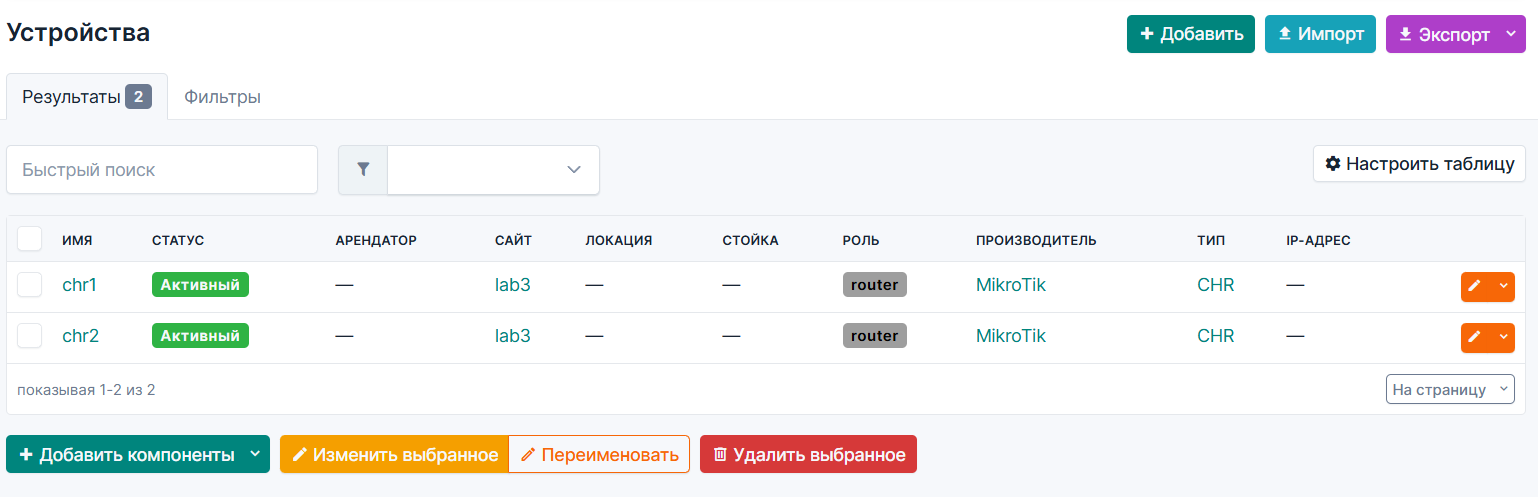 Устройства
Добавить
Импорт
Экспорт
Результаты 2
Фильтры
Быстрый поиск
Настроить таблицу
ИМЯ СТАТУС АРЕНДАТОР САЙТ ЛОКАЦИЯ СТОЙКА РОЛЬ ПРОИЗВОДИТЕЛЬ ТИП IP-АДРЕС
chr1 Активный — lab3 — — router MikroTik CHR —
chr2 Активный — lab3 — — router MikroTik CHR —
показывая 1-2 из 2
На страницу
Добавить компоненты
Изменить выбранное
Переименовать
Удалить выбранное